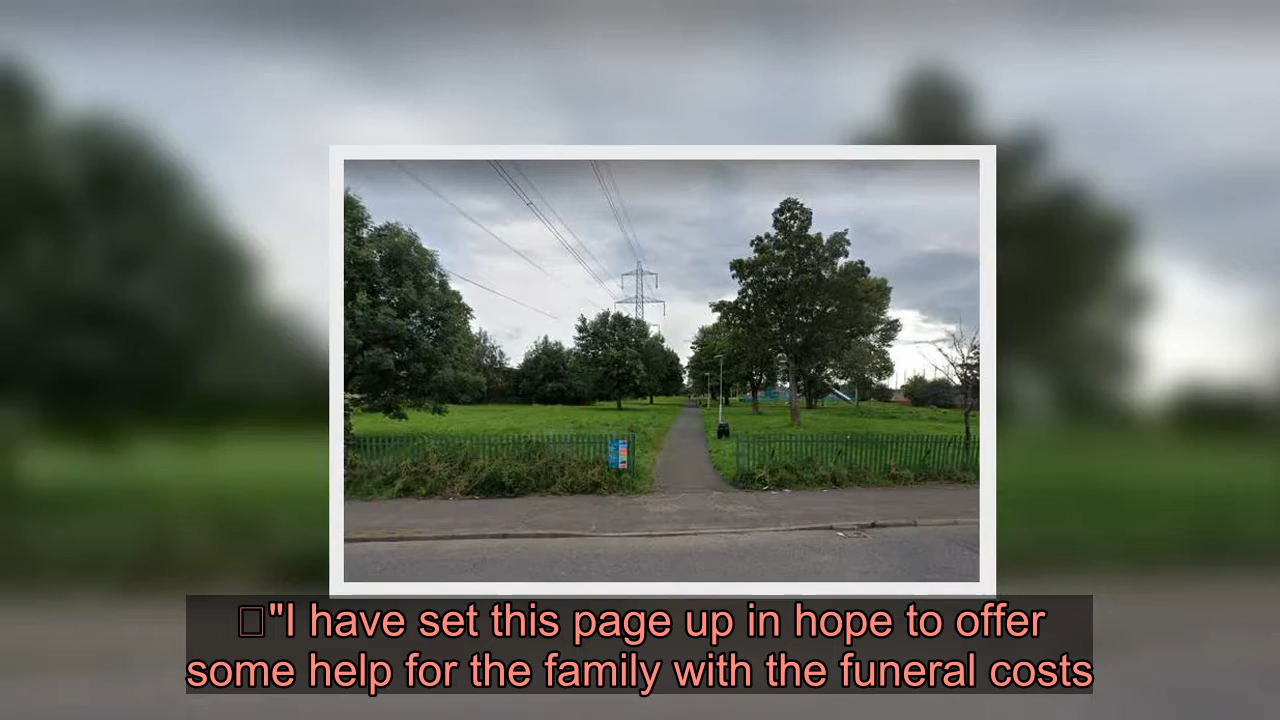 "I have set this page up in hope to offer
some help for the family with the funeral costs